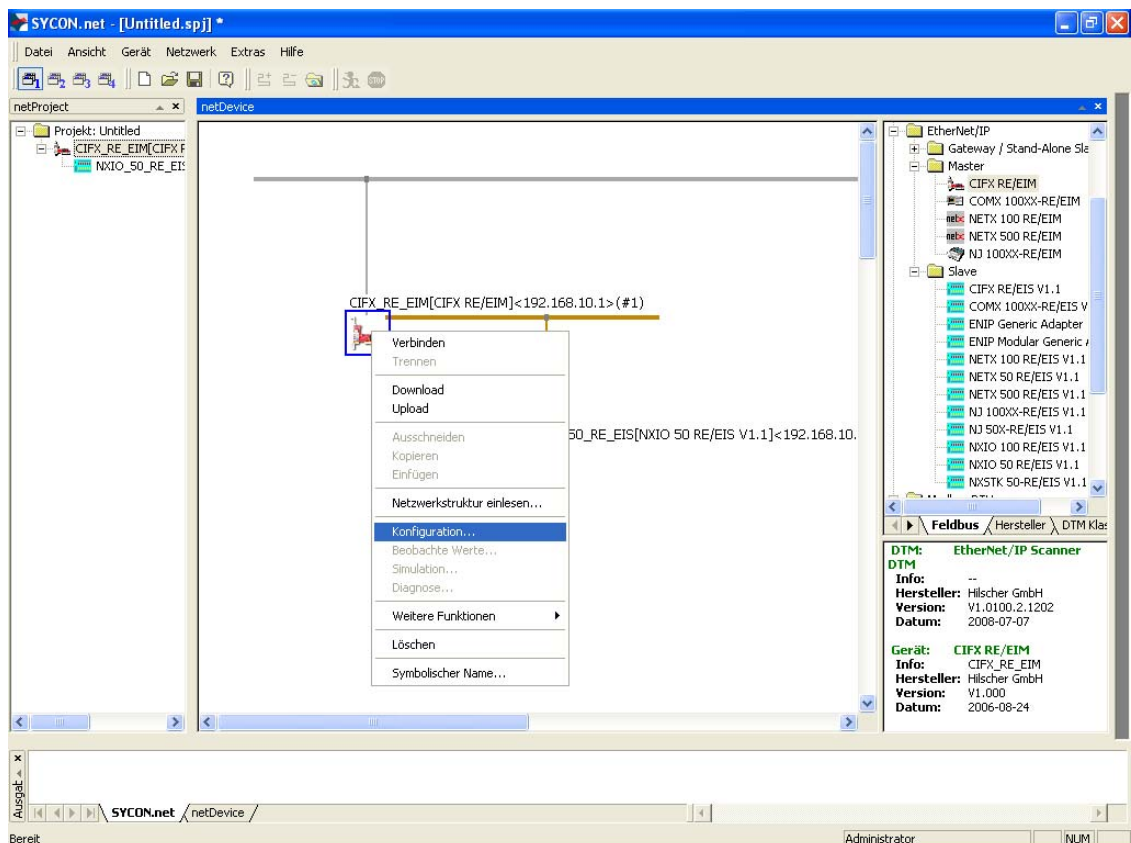 SYCON.net - [Untitled.spj] *
Datei Ansicht Gerät Netzwerk Extras Hilfe
netProject
netDevice
Projekt: Untitled
CIFX_RE_EIM[CIFX R
NXIO_50_RE_EIS
CIFX_RE_EIM[CIFX RE/EIM]<192.168.10.1>(#1)
50_RE_EIS[NXIO 50 RE/EIS V1.1]<192.168.10.
Verbinden
Trennen
Download
Upload
Ausschneiden
Kopieren
Einfügen
Netzwerkstruktur einlesen...
Konfiguration...
Beobachte Werte...
Simulation...
Diagnose...
Weitere Funktionen
Löschen
Symbolischer Name...
EtherNet/IP
Gateway / Stand-Alone Sla
Master
CIFX RE/EIM
COMX 100XX-RE/EIM
NETX 100 RE/EIM
NETX 500 RE/EIM
NJ 100XX-RE/EIM
Slave
CIFX RE/EIS V1.1
COMX 100XX-RE/EIS V
ENIP Generic Adapter
ENIP Modular Generic
NETX 100 RE/EIS V1.1
NETX 50 RE/EIS V1.1
NETX 500 RE/EIS V1.1
NJ 100XX-RE/EIS V1.1
NJ 50X-RE/EIS V1.1
NXIO 100 RE/EIS V1.1
NXIO 50 RE/EIS V1.1
NXSTK 50-RE/EIS V1.1
Feldbus Hersteller DTM Klas
DTM: EtherNet/IP Scanner
DTM
Info: --
Hersteller: Hilscher GmbH
Version: V1.0100.2.1202
Datum: 2008-07-07
Gerät: CIFX RE/EIM
Info: CIFX_RE_EIM
Hersteller: Hilscher GmbH
Version: V1.000
Datum: 2006-08-24
Ausgab
SYCON.net netDevice
Bereit
Administrator
NUM